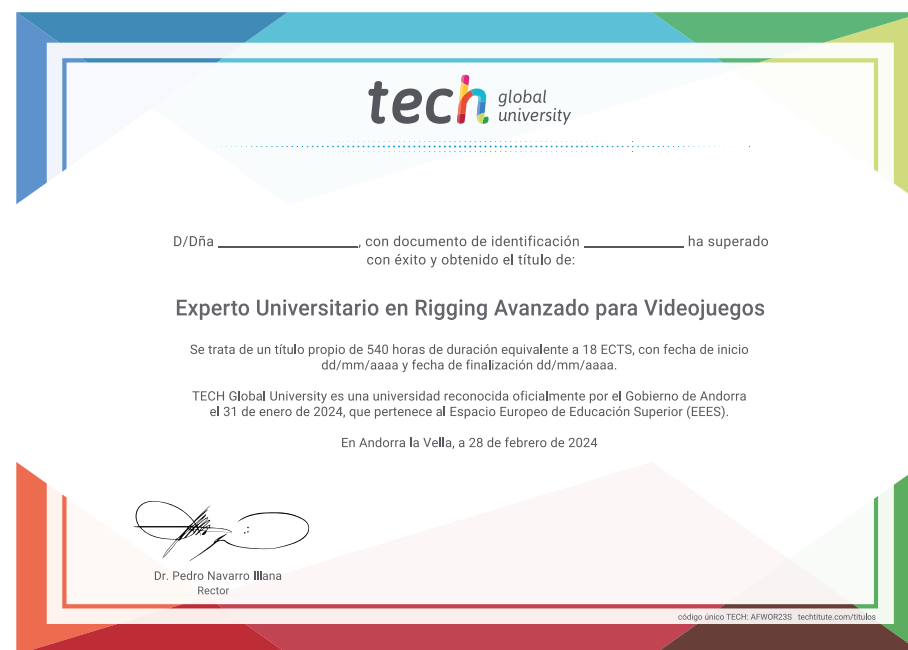 tech global university
D/Dña ____________________, con documento de identificación ______________ ha superado
con éxito y obtenido el título de:
Experto Universitario en Rigging Avanzado para Videojuegos
Se trata de un título propio de 540 horas de duración equivalente a 18 ECTS, con fecha de inicio
dd/mm/aaaa y fecha de finalización dd/mm/aaaa.
TECH Global University es una universidad reconocida oficialmente por el Gobierno de Andorra
el 31 de enero de 2024, que pertenece al Espacio Europeo de Educación Superior (EEES).
En Andorra la Vella, a 28 de febrero de 2024
Dr. Pedro Navarro Illana
Rector
código único TECH: AFWOR23S techtitute.com/titulos